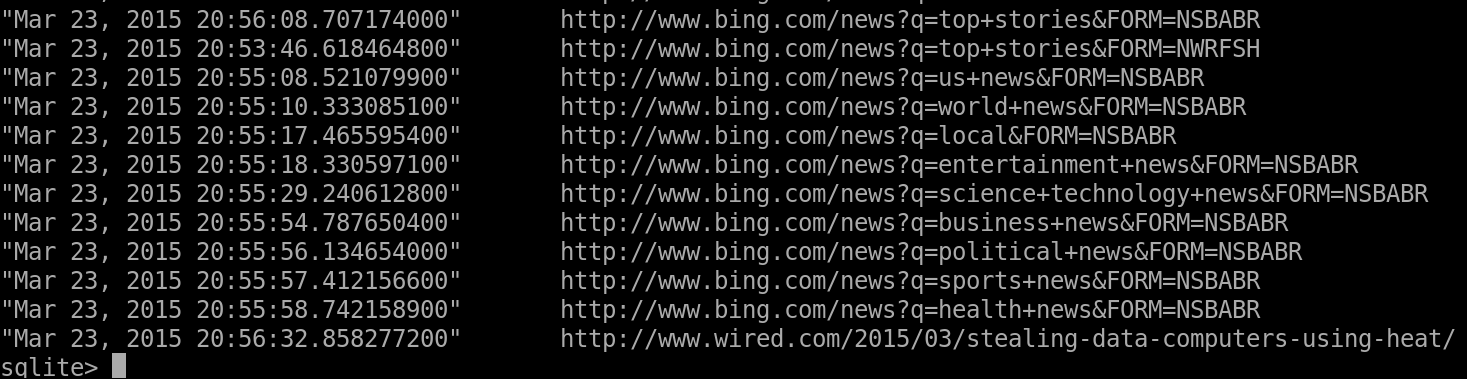 "Mar 23, 2015 20:56:08.707174000" http://www.bing.com/news?q=top+stories&FORM=NSBABR
"Mar 23, 2015 20:53:46.618464800" http://www.bing.com/news?q=top+stories&FORM=NWRFSH
"Mar 23, 2015 20:55:08.521079900" http://www.bing.com/news?q=us+news&FORM=NSBABR
"Mar 23, 2015 20:55:10.333085100" http://www.bing.com/news?q=world+news&FORM=NSBABR
"Mar 23, 2015 20:55:17.465595400" http://www.bing.com/news?q=local&FORM=NSBABR
"Mar 23, 2015 20:55:18.330597100" http://www.bing.com/news?q=entertainment+news&FORM=NSBABR
"Mar 23, 2015 20:55:29.240612800" http://www.bing.com/news?q=science+technology+news&FORM=NSBABR
"Mar 23, 2015 20:55:54.787650400" http://www.bing.com/news?q=business+news&FORM=NSBABR
"Mar 23, 2015 20:55:56.134654000" http://www.bing.com/news?q=political+news&FORM=NSBABR
"Mar 23, 2015 20:55:57.412156600" http://www.bing.com/news?q=sports+news&FORM=NSBABR
"Mar 23, 2015 20:55:58.742158900" http://www.bing.com/news?q=health+news&FORM=NSBABR
"Mar 23, 2015 20:56:32.858277200" http://www.wired.com/2015/03/stealing-data-computers-using-heat/
sqlite>